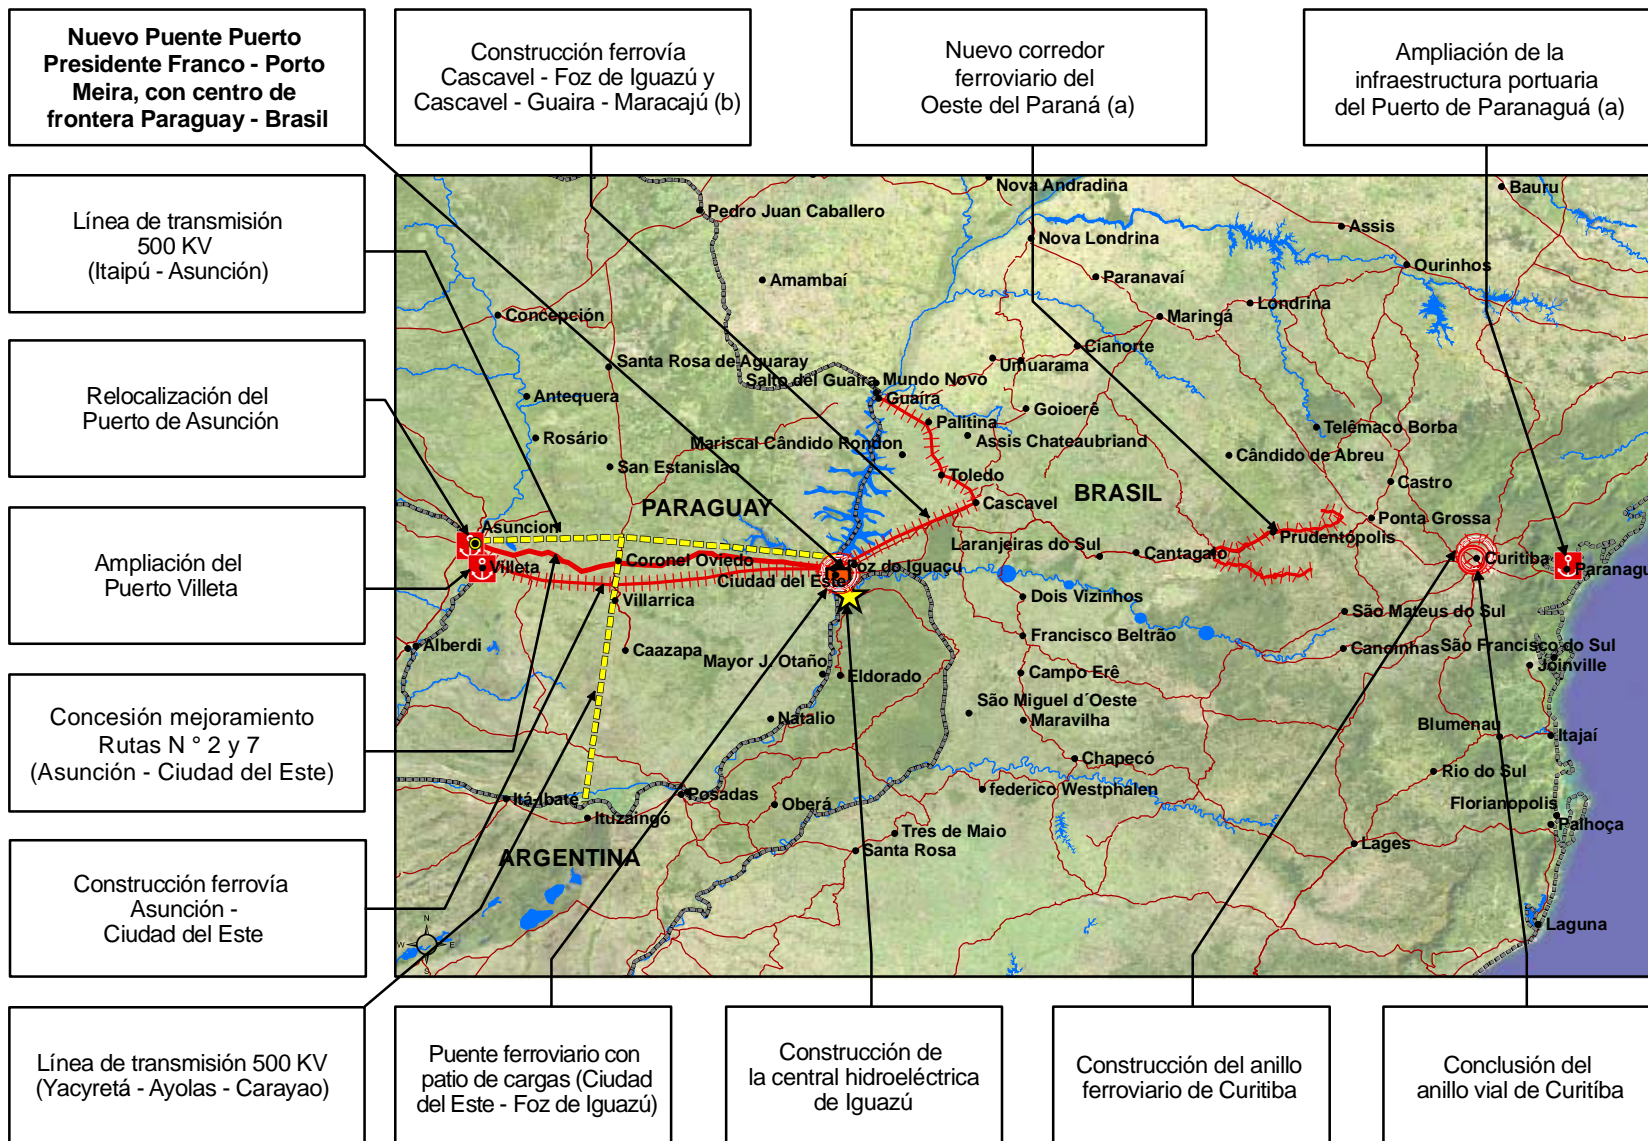 Nuevo Puente Puerto
Presidente Franco - Porto
Meira, con centro de
frontera Paraguay - Brasil
Construcción ferrovía
Cascavel - Foz de Iguazú y
Cascavel - Guaira - Maracajú (b)
Nuevo corredor
ferroviario del
Oeste del Paraná (a)
Ampliación de la
infraestructura portuaria
del Puerto de Paranaguá (a)
Línea de transmisión
500 KV
(Itaipú - Asunción)
Relocalización del
Puerto de Asunción
Ampliación del
Puerto Villeta
Concesión mejoramiento
Rutas N ° 2 y 7
(Asunción - Ciudad del Este)
Construcción ferrovía
Asunción -
Ciudad del Este
Línea de transmisión 500 KV
(Yacyretá - Ayolas - Carayao)
Puente ferroviario con
patio de cargas (Ciudad
del Este - Foz de Iguazú)
Construcción de
la central hidroeléctrica
de Iguazú
Construcción del anillo
ferroviario de Curitiba
Conclusión del
anillo vial de Curitíba
Nova Andradina
Bauru
Pedro Juan Caballero
Assis
Nova Londrina
Ourinhos
Paranavaí
Amambaí
Londrina
Concepción
Maringá
Cianorte
Santa Rosa de Aguaray
Umuarama
Salto del Guaira
Mundo Novo
Guaíra
Antequera
Goioerê
Palitina
Telêmaco Borba
Rosário
Mariscal Cândido Rondon
Assis Chateaubriand
Cândido de Abreu
San Estanislao
Toledo
Castro
BRASIL
Cascavel
PARAGUAY
Ponta Grossa
Asuncion
Prudentópolis
Laranjeiras do Sul
Cantagalo
Curitiba
Coronel Oviedo
Foz do Iguaçu
Villeta
Paranagu
Ciudad del Este
Villarrica
Dois Vizinhos
São Mateus do Sul
Francisco Beltrão
Alberdi
Caazapa
Canoinhas
São Francisco do Sul
Mayor J. Otaño
Joinville
Eldorado
Campo Erê
São Miguel d´Oeste
Natalio
Maravilha
Blumenau
Itajaí
Chapecó
Rio do Sul
federico Westphalen
Itá-Ibaté
Posadas
Oberá
Florianopolis
Ituzaingó
Palhoça
Tres de Maio
Lages
Santa Rosa
ARGENTINA
Laguna
N
W
E
S